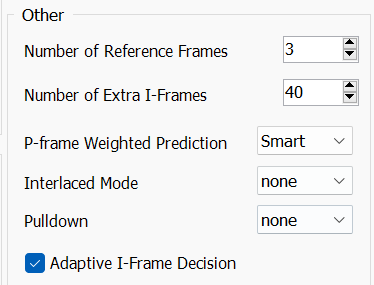 Other
Number of Reference Frames 3
Number of Extra I-Frames 40
P-frame Weighted Prediction Smart
Interlaced Mode none
Pulldown none
Adaptive I-Frame Decision